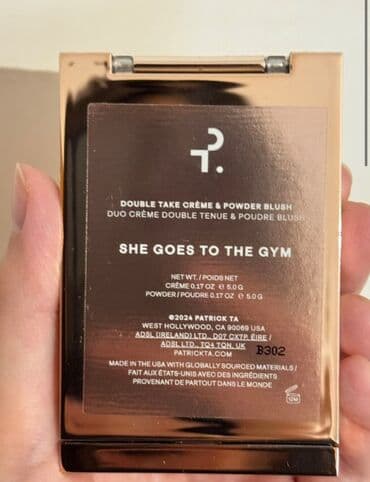 DOUBLE TAKE CRÈME & POWDER BLUSH
DUO CRÈME DOUBLE TENUE & POUDRE BLUSH
SHE GOES TO THE GYM
NET WT. / POIDS NET
CRÈME 0.17 OZ ⓔ 5.0 G
POWDER / POUDRE 0.17 OZ ⓔ 5.0 G
©2024 PATRICK TA
WEST HOLLYWOOD, CA 90069 USA
ADSL (IRELAND) LTD., D07 CXTP, ÉIRE /
ADSL LTD., TQ4 TQN, UK
PATRICKTA.COM
B302
MADE IN THE USA WITH GLOBALLY SOURCED MATERIALS /
FAIT AUX ÉTATS-UNIS AVEC DES INGRÉDIENTS
PROVENANT DE PARTOUT DANS LE MONDE
12M